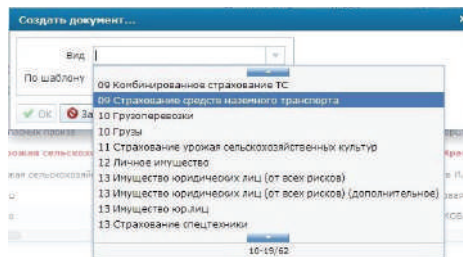 Создать документ...
Вид
По шаблону
09 Комбинированное страхование ТС
09 Страхование средств наземного транспорта
10 Грузоперевозки
10 Грузы
11 Страхование урожая сельскохозяйственных культур
12 Личное имущество
13 Имущество юридических лиц (от всех рисков)
13 Имущество юридических лиц (от всех рисков) (дополнительное)
13 Имущество юр.лиц
13 Страхование спецтехники
OK За
10-19/62